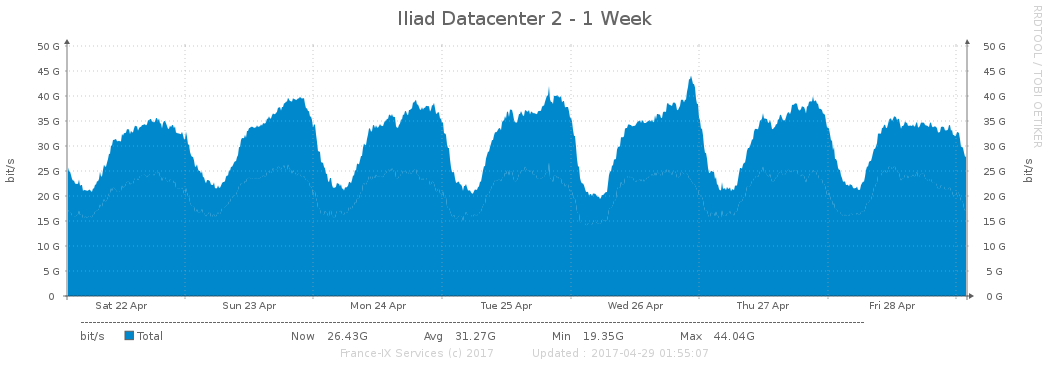 Iliad Datacenter 2 - 1 Week
RRDTOOL / TOBI OETIKER
bit/s
50 G 50 G
45 G 45 G
40 G 40 G
35 G 35 G
30 G 30 G
25 G 25 G
20 G 20 G
15 G 15 G
10 G 10 G
5 G 5 G
0 0 G
bit/s
Sat 22 Apr Sun 23 Apr Mon 24 Apr Tue 25 Apr Wed 26 Apr Thu 27 Apr Fri 28 Apr
bit/s Total Now 26.43G Avg 31.27G Min 19.35G Max 44.04G
France-IX Services (c) 2017 Updated : 2017-04-29 01:55:07